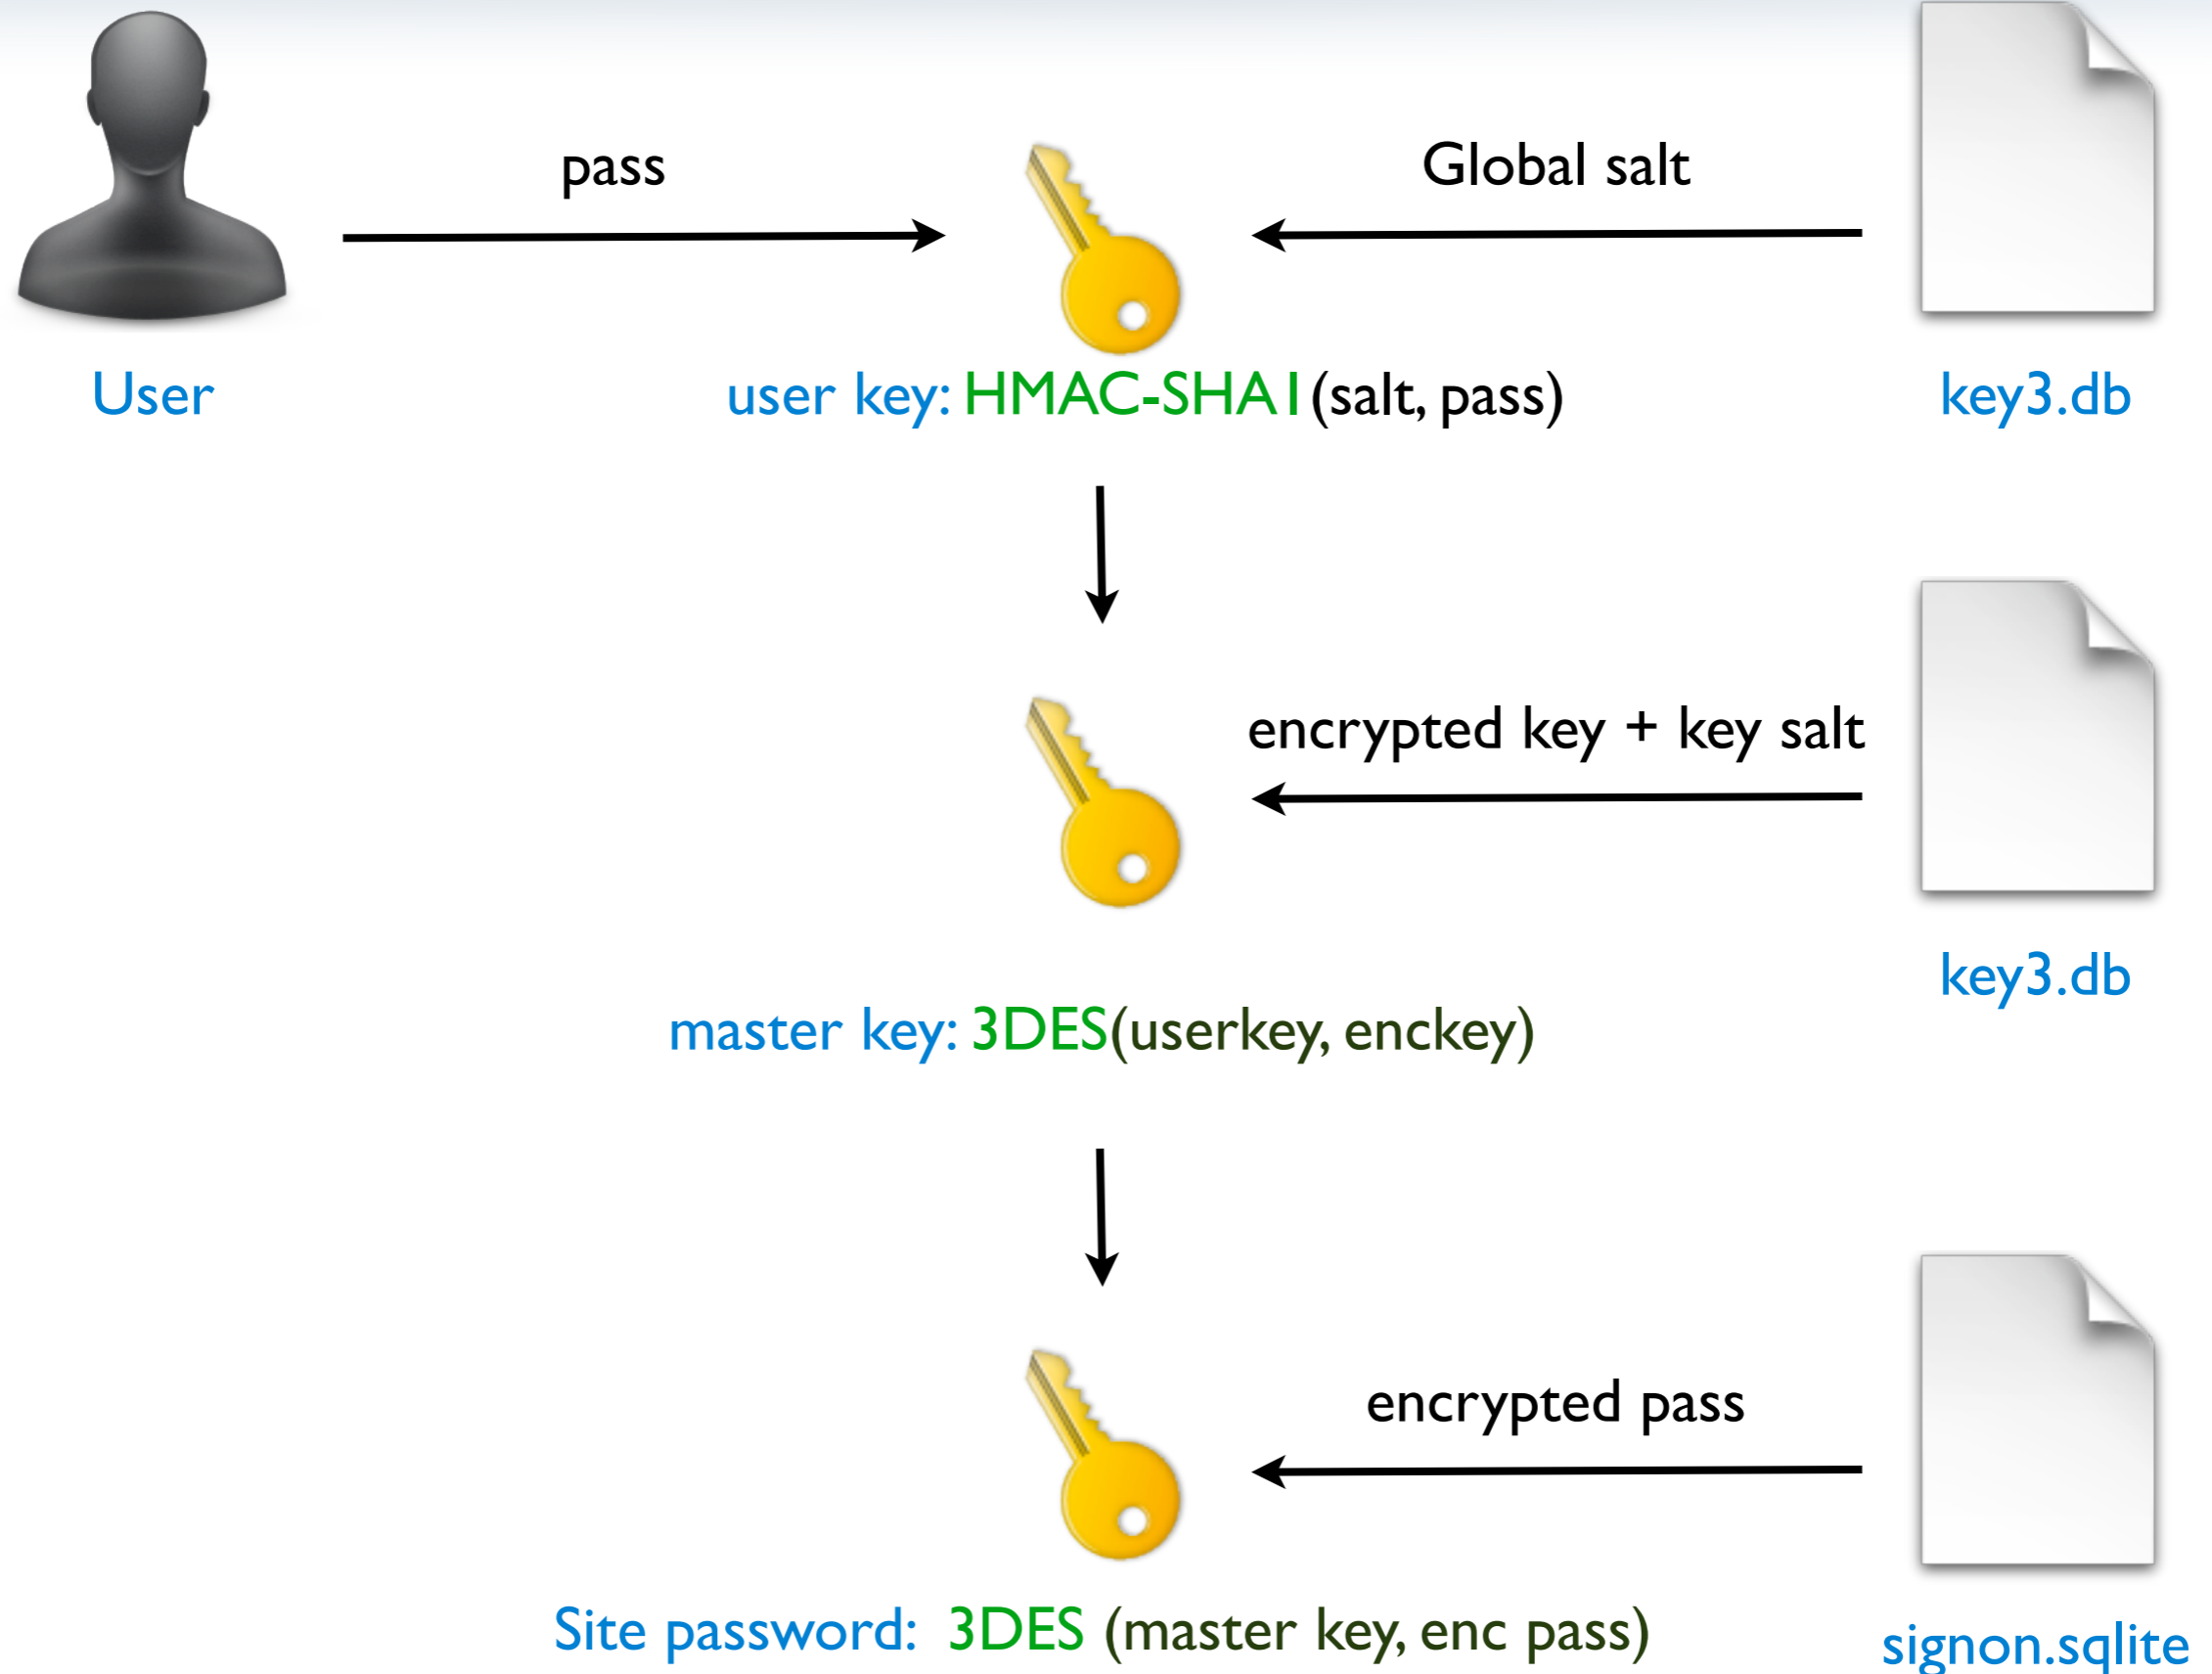 pass
Global salt
User
user key: HMAC-SHA1(salt, pass)
key3.db
encrypted key + key salt
key3.db
master key: 3DES(userkey, enckey)
encrypted pass
Site password: 3DES (master key, enc pass)
signon.sqlite